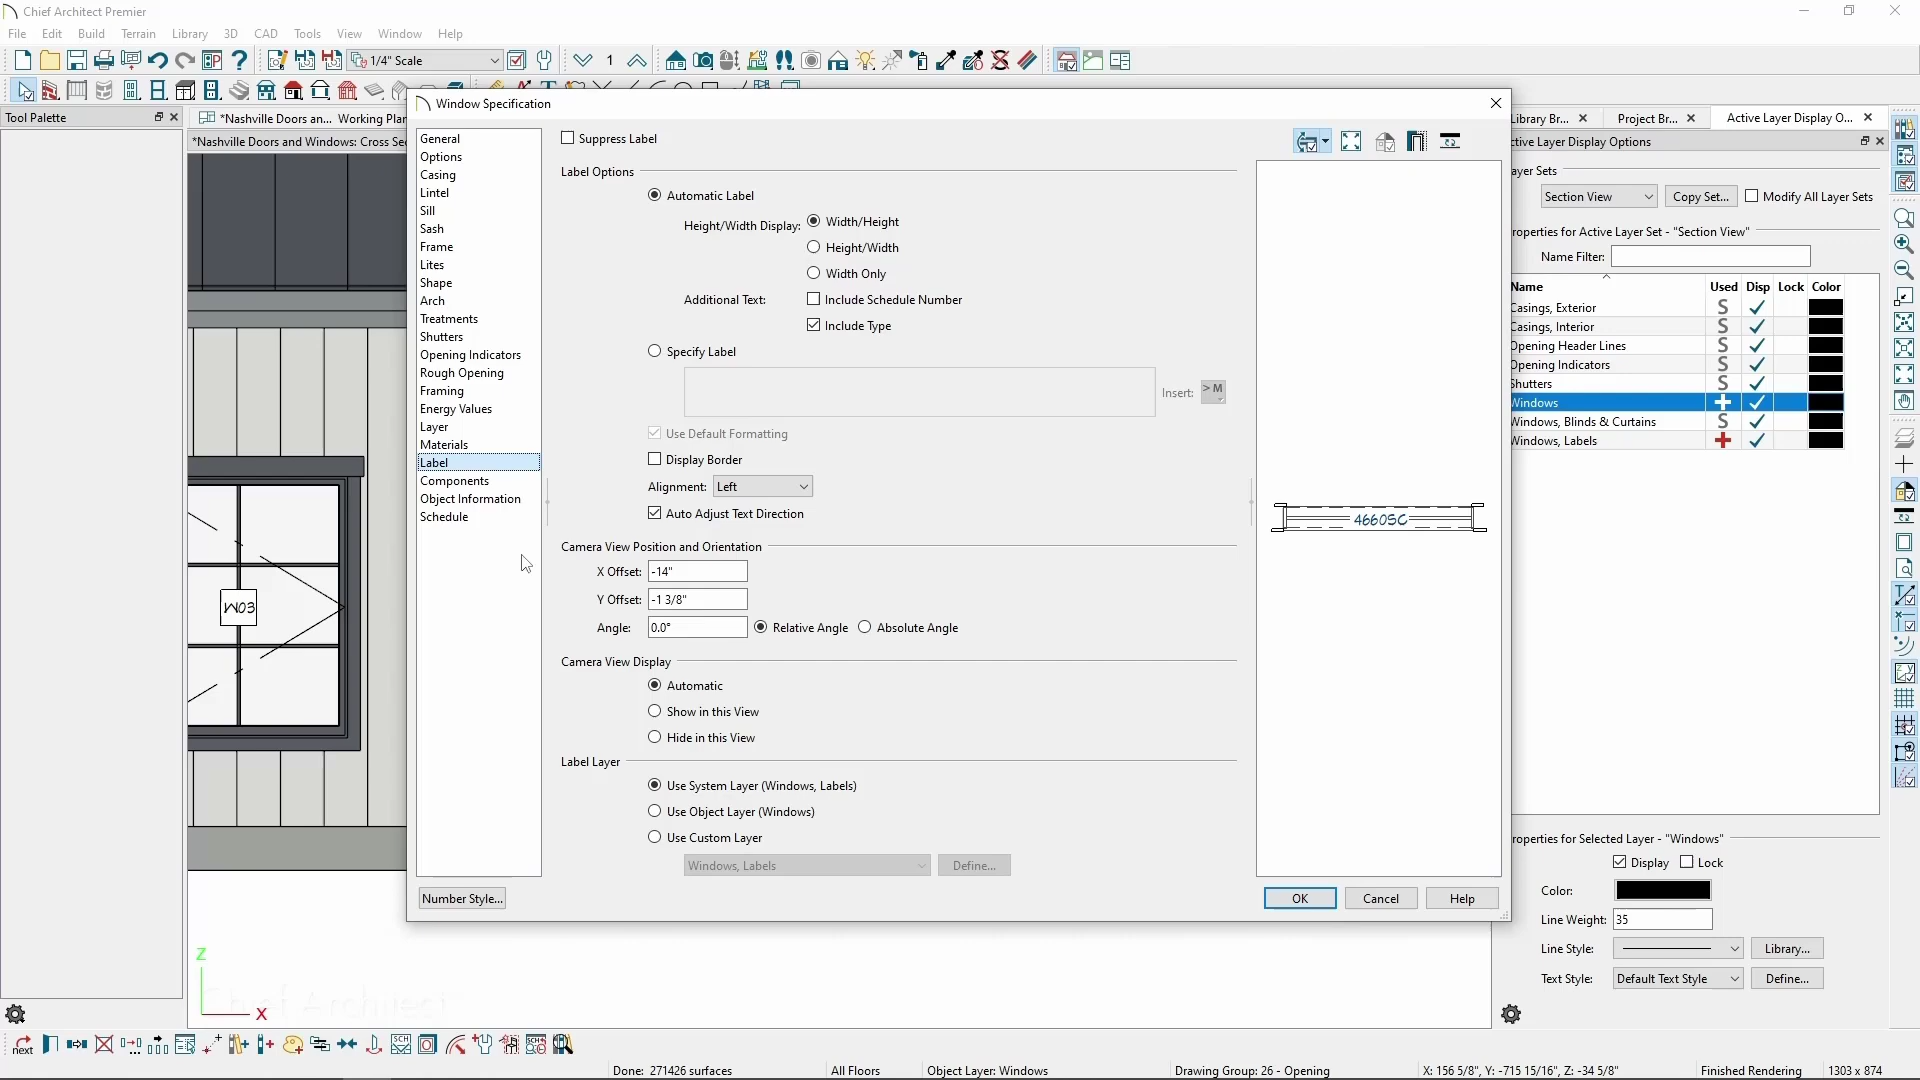 Chief Architect Premier
File Edit Build Terrain Library 3D CAD Tools View Window Help
1/4" Scale
1
Tool Palette
*Nashville Doors an... Working Plan
Library Br... Project Br... Active Layer Display O...
*Nashville Doors and Windows: Cross Sec
Window Specification
General
Options
Casing
Lintel
Sill
Sash
Frame
Lites
Shape
Arch
Treatments
Shutters
Opening Indicators
Rough Opening
Framing
Energy Values
Layer
Materials
Label
Components
Object Information
Schedule
Number Style...
Suppress Label
Label Options
Automatic Label
Height/Width Display:
Width/Height
Height/Width
Width Only
Additional Text:
Include Schedule Number
Include Type
Specify Label
Insert: > M
Use Default Formatting
Display Border
Alignment: Left
Auto Adjust Text Direction
Camera View Position and Orientation
X Offset: -14"
Y Offset: -1 3/8"
Angle: 0.0° Relative Angle Absolute Angle
Camera View Display
Automatic
Show in this View
Hide in this View
Label Layer
Use System Layer (Windows, Labels)
Use Object Layer (Windows)
Use Custom Layer
Windows, Labels Define...
4660SC
OK Cancel Help
W03
Z
X
Chief Architect
ctive Layer Display Options
ayer Sets
Section View Copy Set... Modify All Layer Sets
roperties for Active Layer Set - "Section View"
Name Filter:
Name Used Disp Lock Color
Casings, Exterior S
Casings, Interior S
Opening Header Lines S
Opening Indicators S
Shutters S
Windows
Windows, Blinds & Curtains S
Windows, Labels
roperties for Selected Layer - "Windows"
Display Lock
Color:
Line Weight: 35
Line Style: Library...
Text Style: Default Text Style Define...
next
SCH
Done: 271426 surfaces All Floors Object Layer: Windows Drawing Group: 26 - Opening X: 156 5/8", Y: -715 15/16", Z: -34 5/8" Finished Rendering 1303 x 874